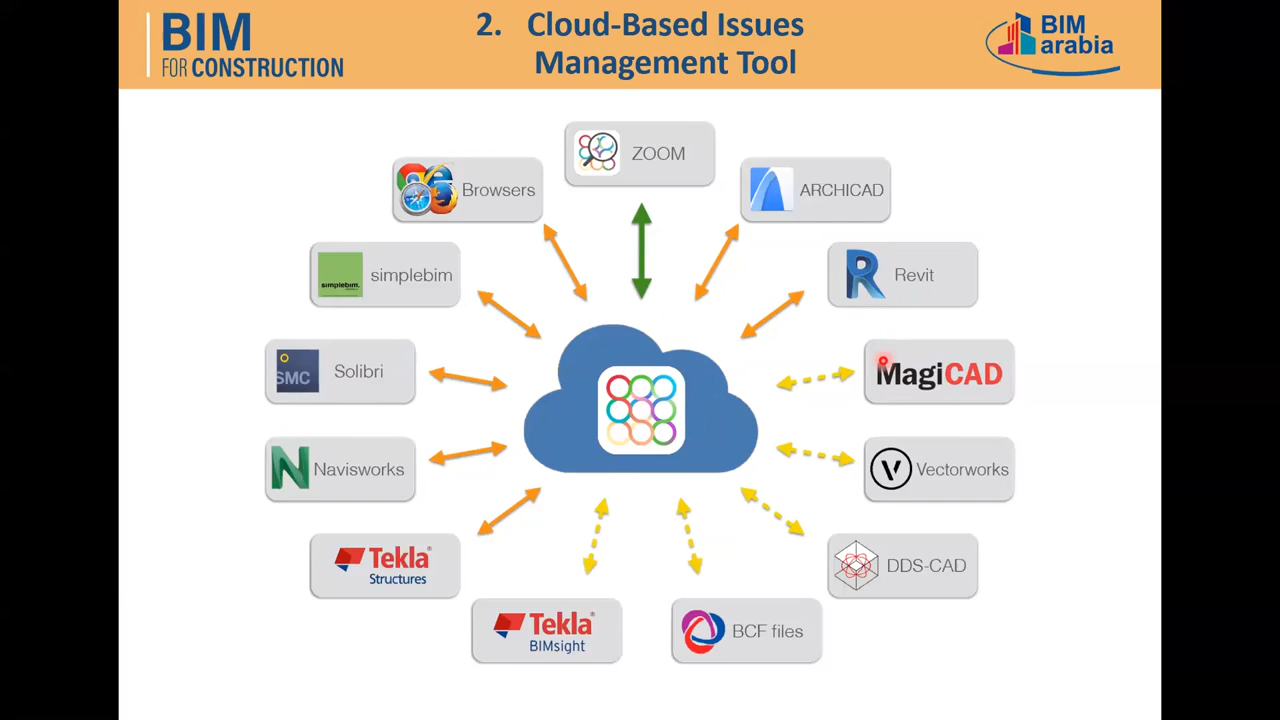 BIM
FOR CONSTRUCTION
2. Cloud-Based Issues
Management Tool
BIM
arabia
ZOOM
Browsers
ARCHICAD
simplebim.
simplebim
Revit
SMC
Solibri
MagiCAD
Navisworks
Vectorworks
Tekla®
Structures
DDS-CAD
Tekla®
BIMsight
BCF files